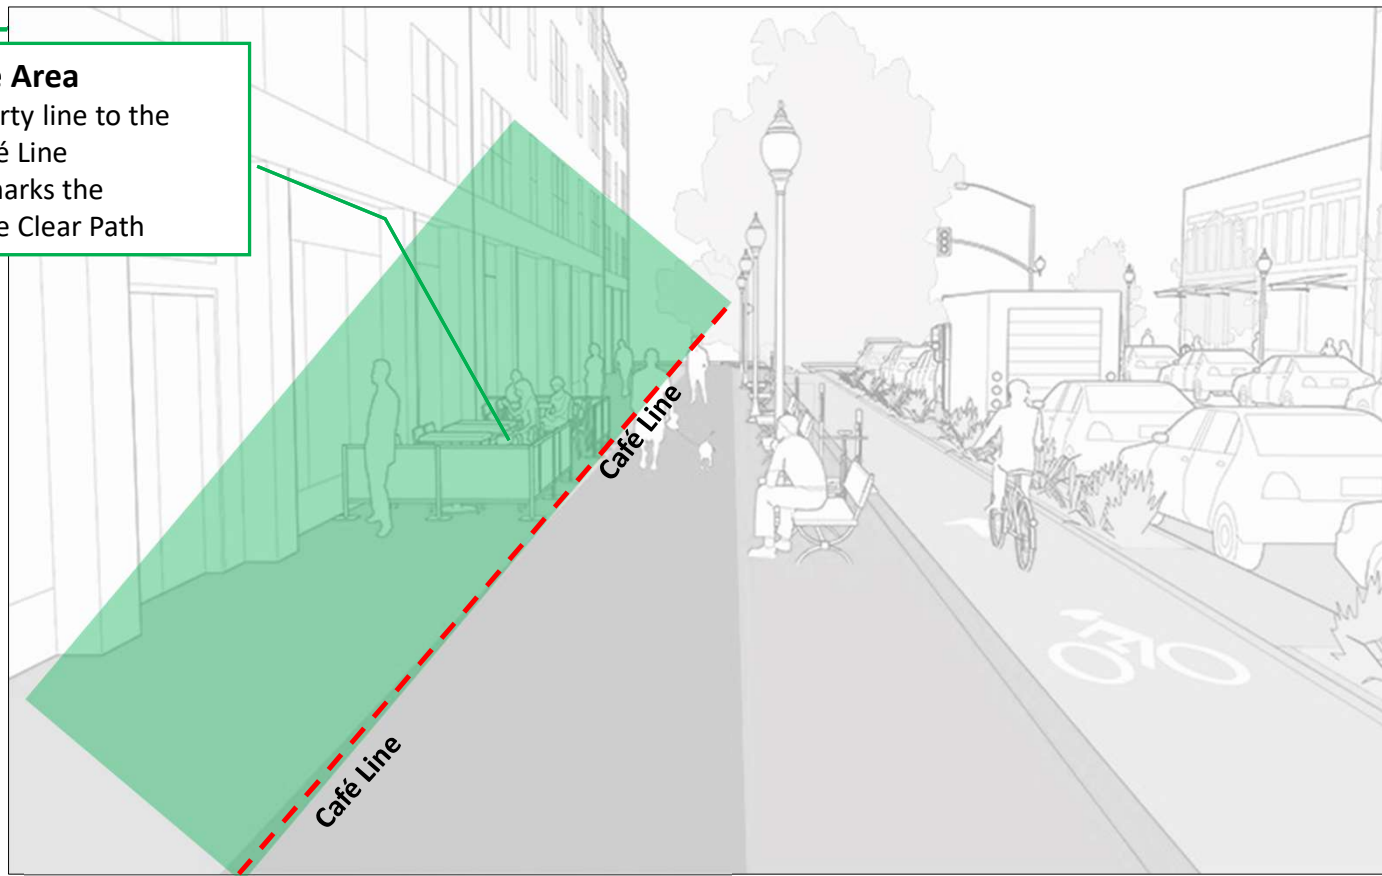 Area
rty line to the
é Line
arks the
e Clear Path
Café Line
Café Line